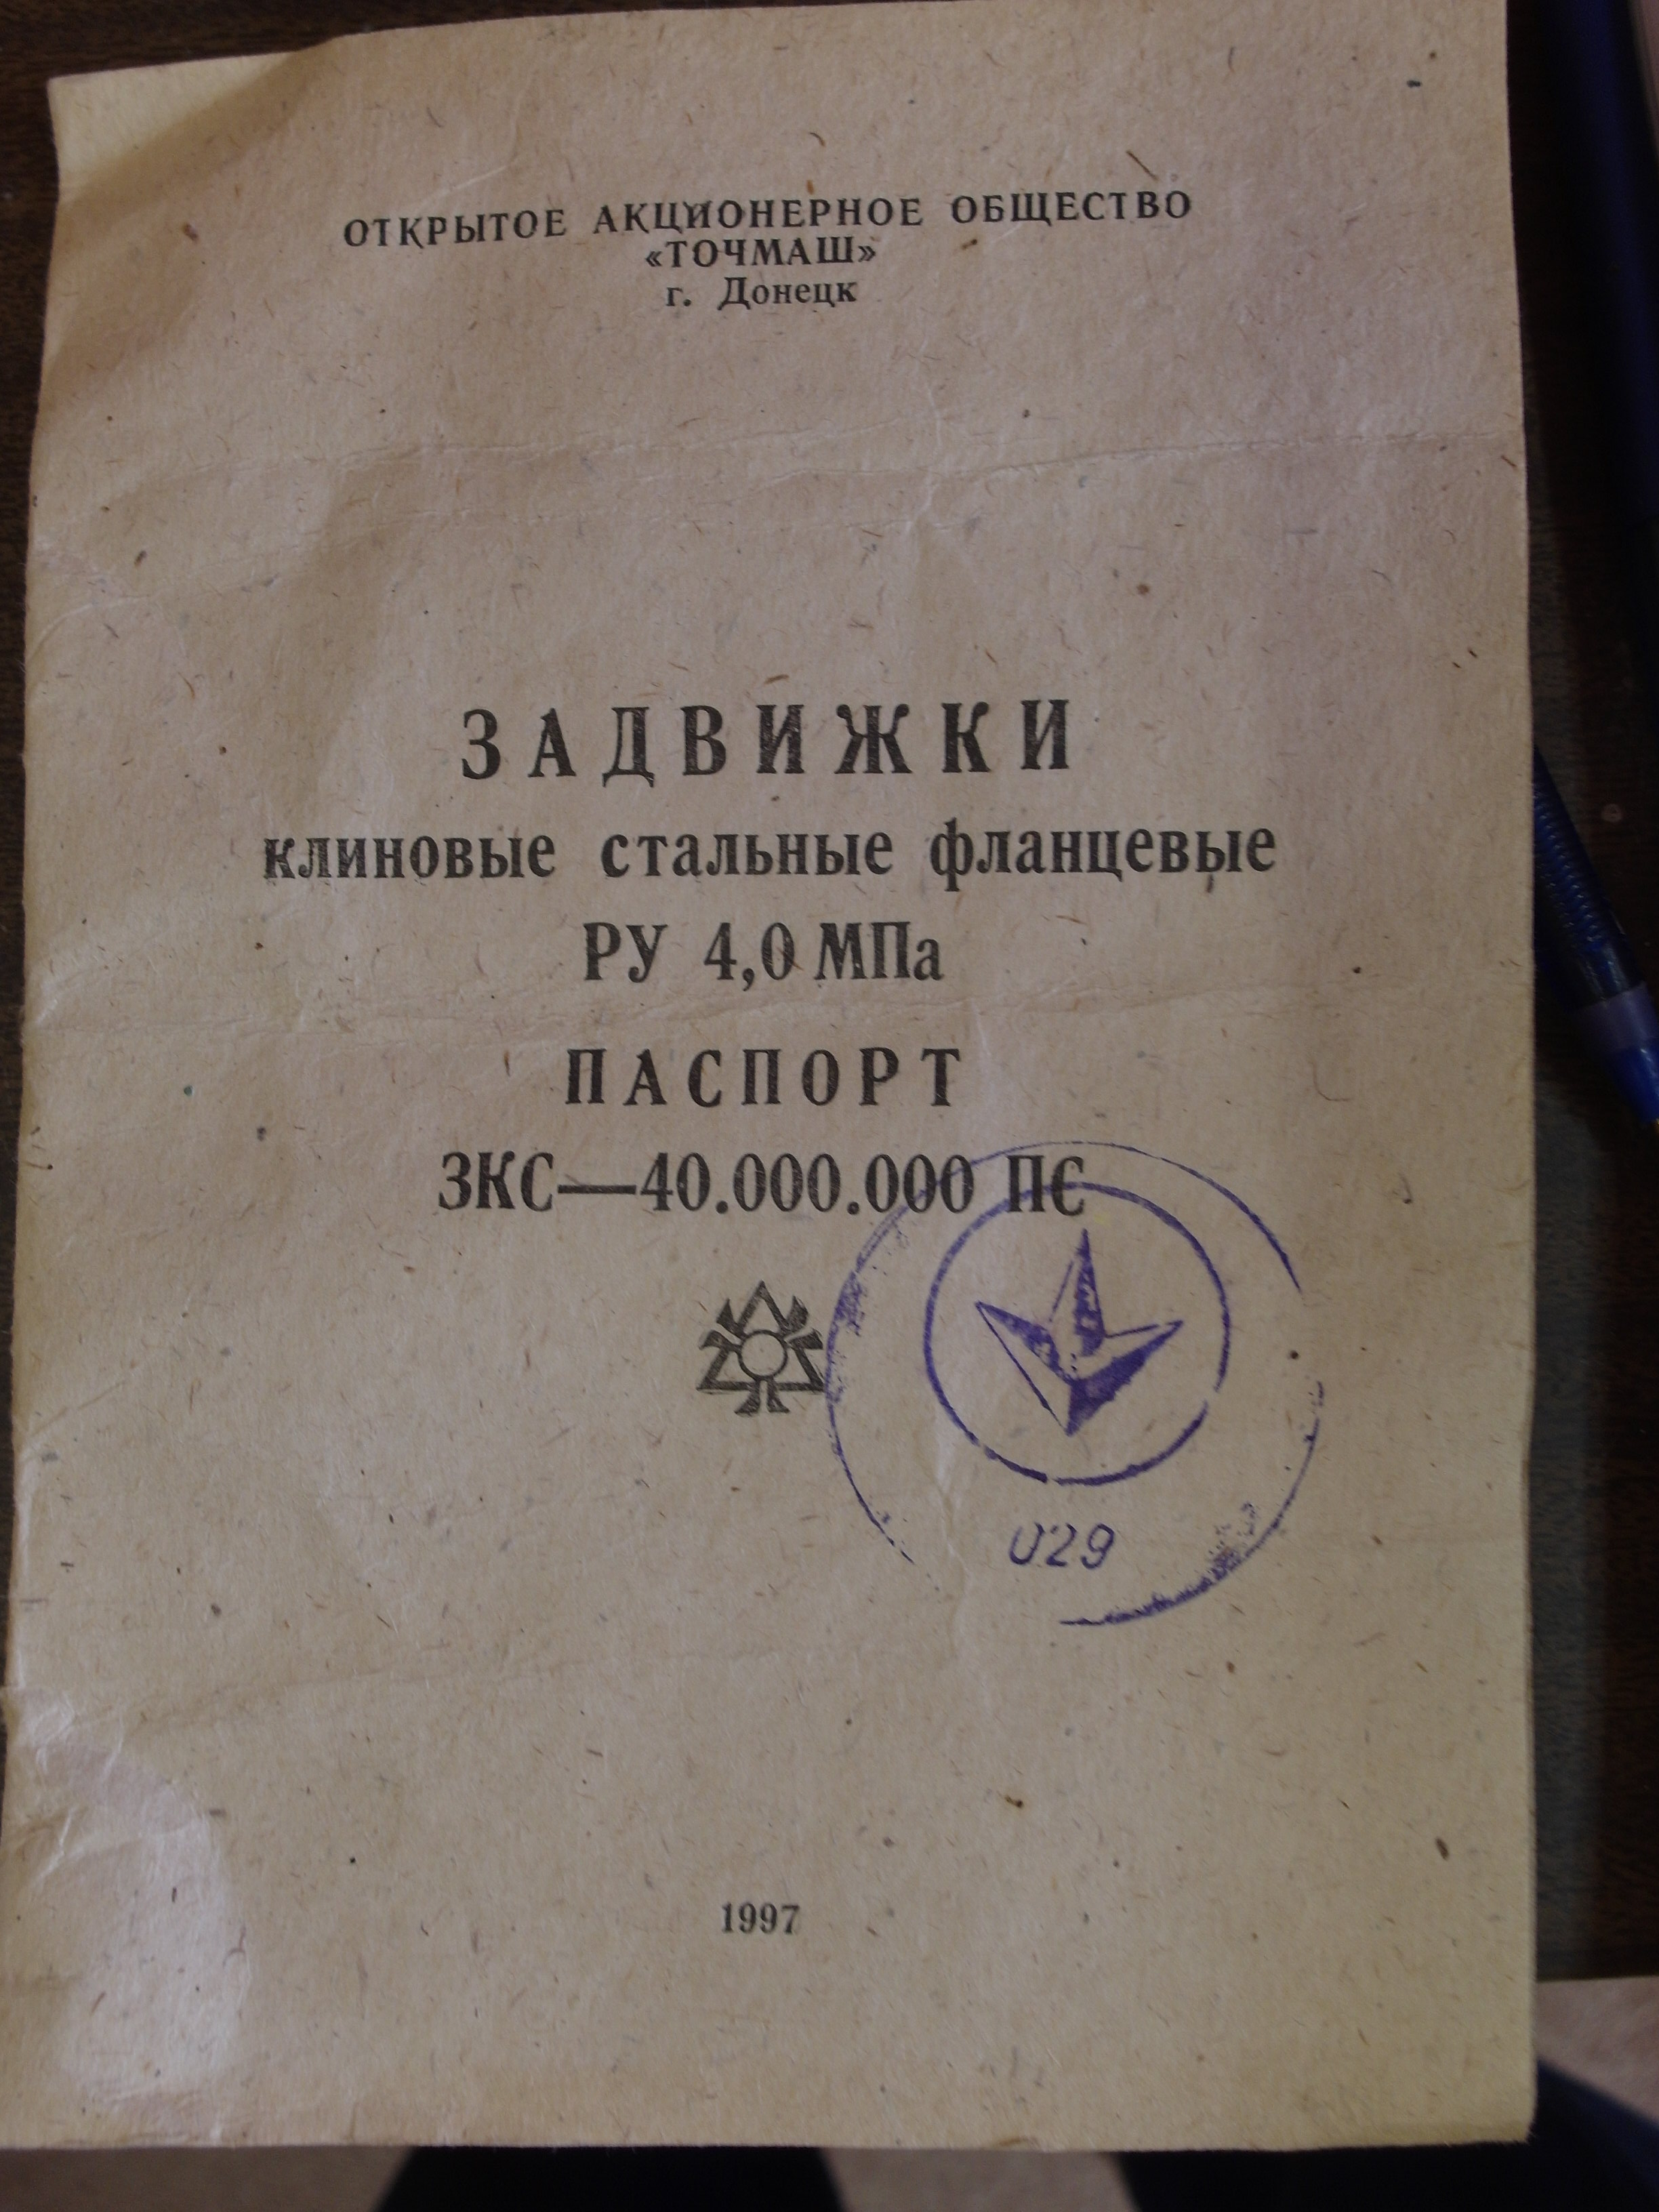 ОТКРЫТОЕ АКЦИОНЕРНОЕ ОБЩЕСТВО
«ТОЧМАШ»
г. Донецк
ЗАДВИЖКИ
клиновые стальные фланцевые
РУ 4,0 МПа
ПАСПОРТ
ЗКС—40.000.000 ПС
029
1997